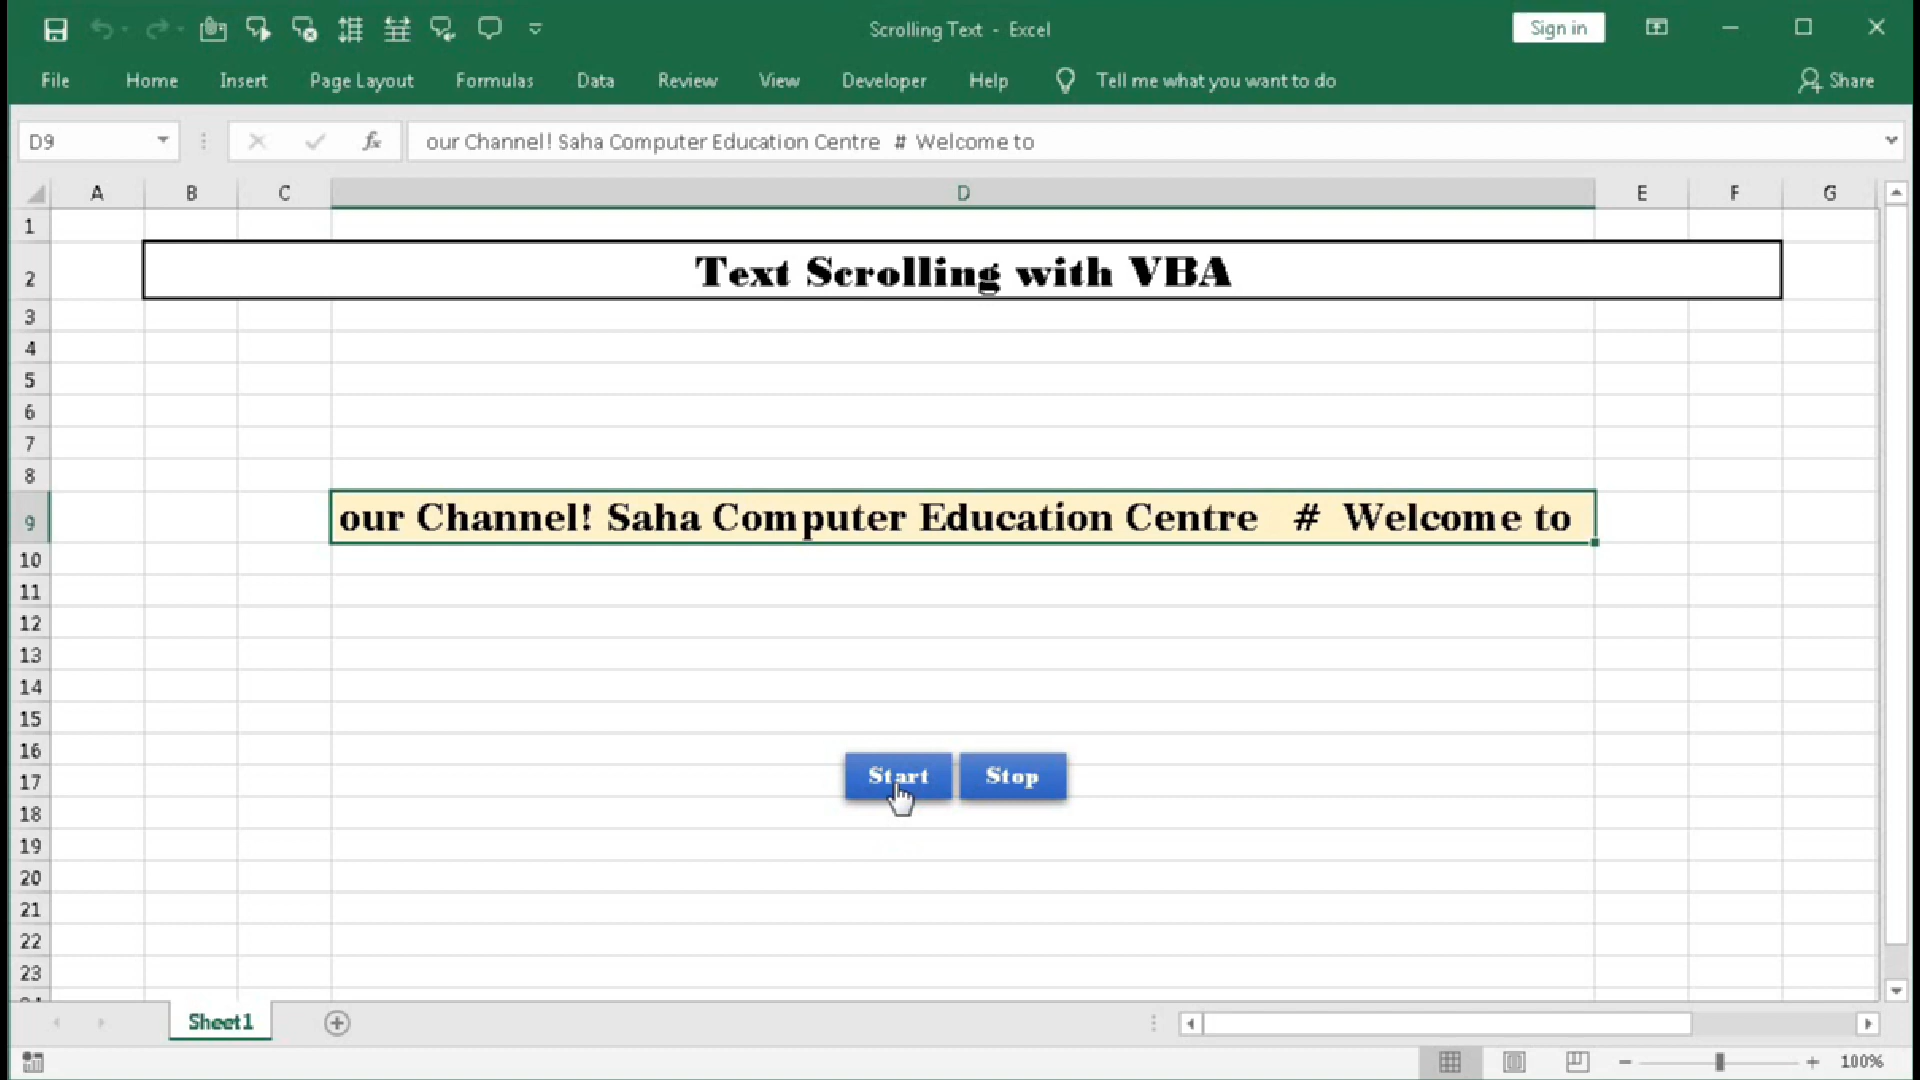 Scrolling Text - Excel
Sign in
File Home Insert Page Layout Formulas Data Review View Developer Help Tell me what you want to do Share
D9 fx our Channel! Saha Computer Education Centre # Welcome to
A B C D E F G
1
2 Text Scrolling with VBA
3
4
5
6
7
8
9 our Channel! Saha Computer Education Centre # Welcome to
10
11
12
13
14
15
16
17 Start Stop
18
19
20
21
22
23
Sheet1
100%